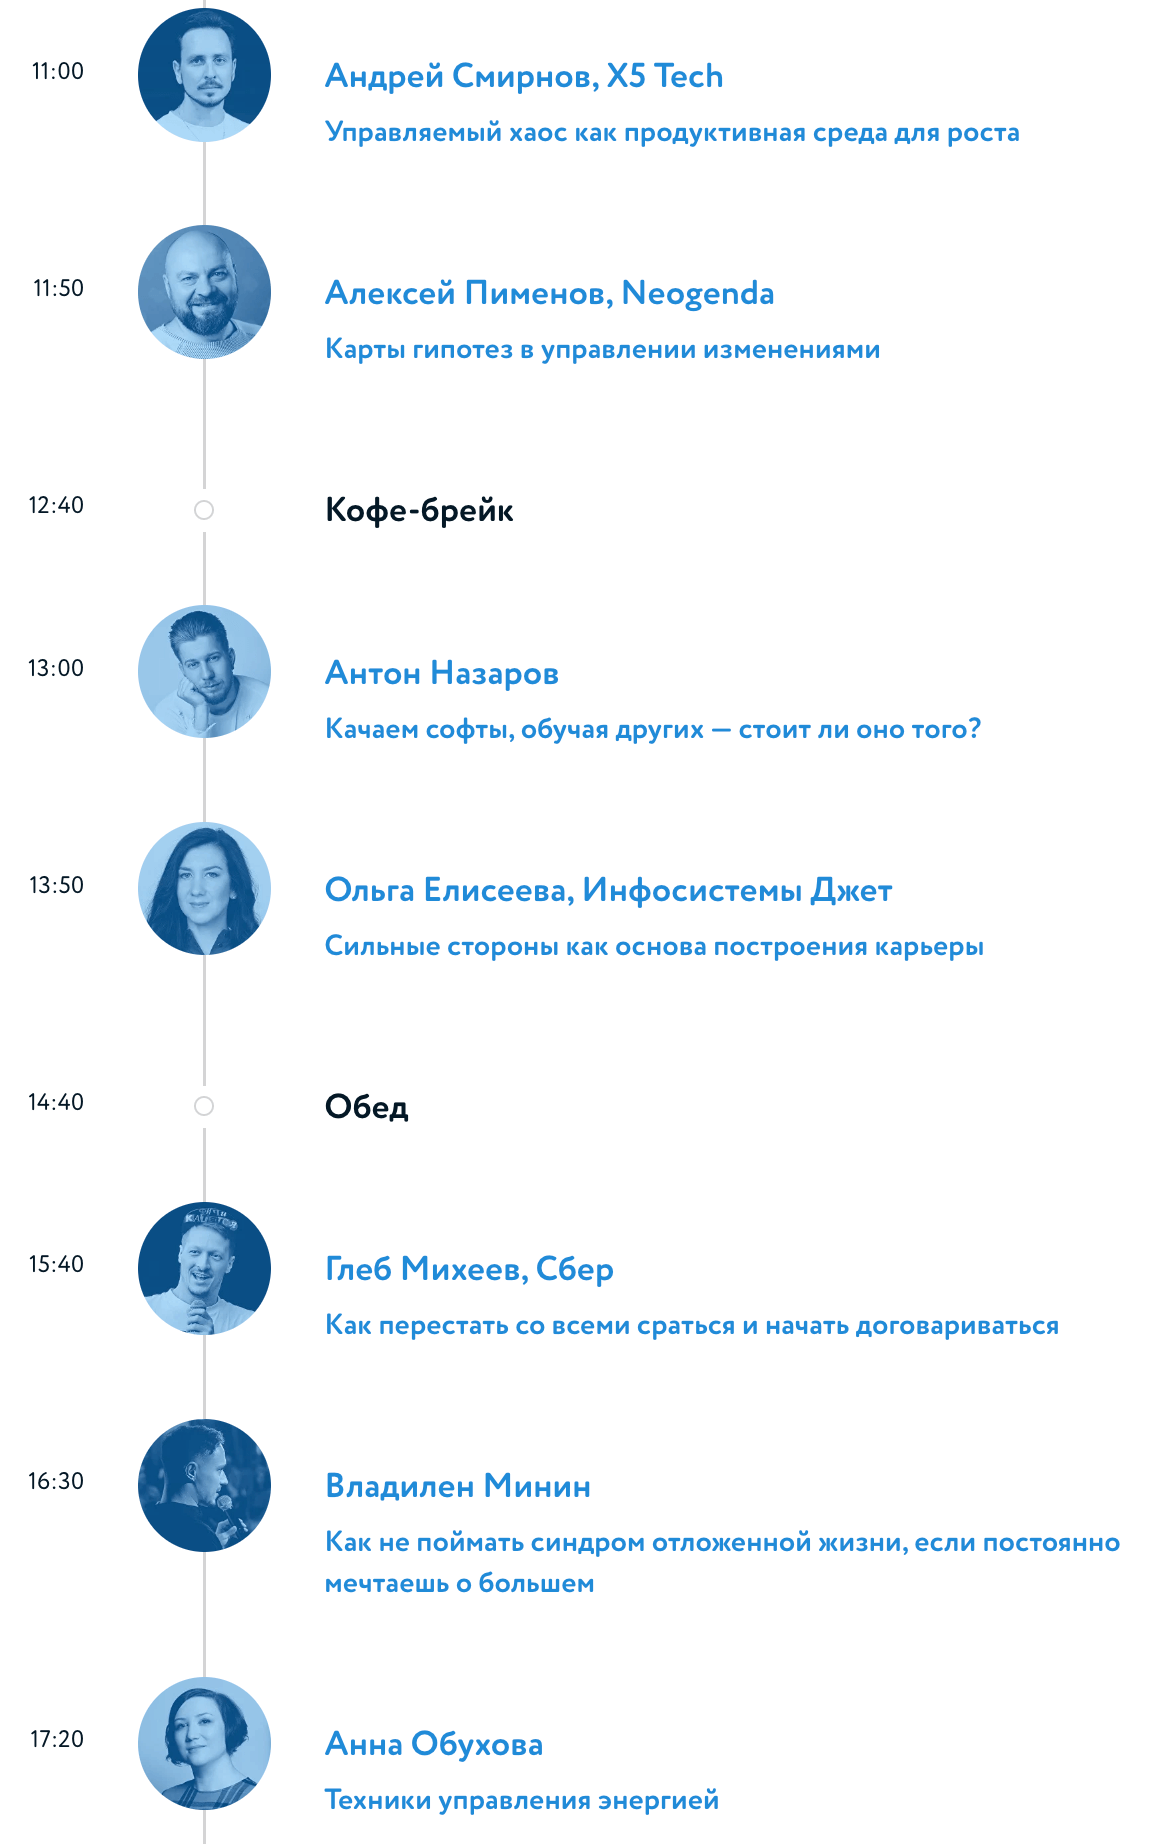 11:00
Андрей Смирнов, X5 Tech
Управляемый хаос как продуктивная среда для роста
11:50
Алексей Пименов, Neogenda
Карты гипотез в управлении изменениями
12:40
Кофе-брейк
13:00
Антон Назаров
Качаем софты, обучая других — стоит ли оно того?
13:50
Ольга Елисеева, Инфосистемы Джет
Сильные стороны как основа построения карьеры
14:40
Обед
15:40
Глеб Михеев, Сбер
Как перестать со всеми сраться и начать договариваться
16:30
Владилен Минин
Как не поймать синдром отложенной жизни, если постоянно
мечтаешь о большем
17:20
Анна Обухова
Техники управления энергией